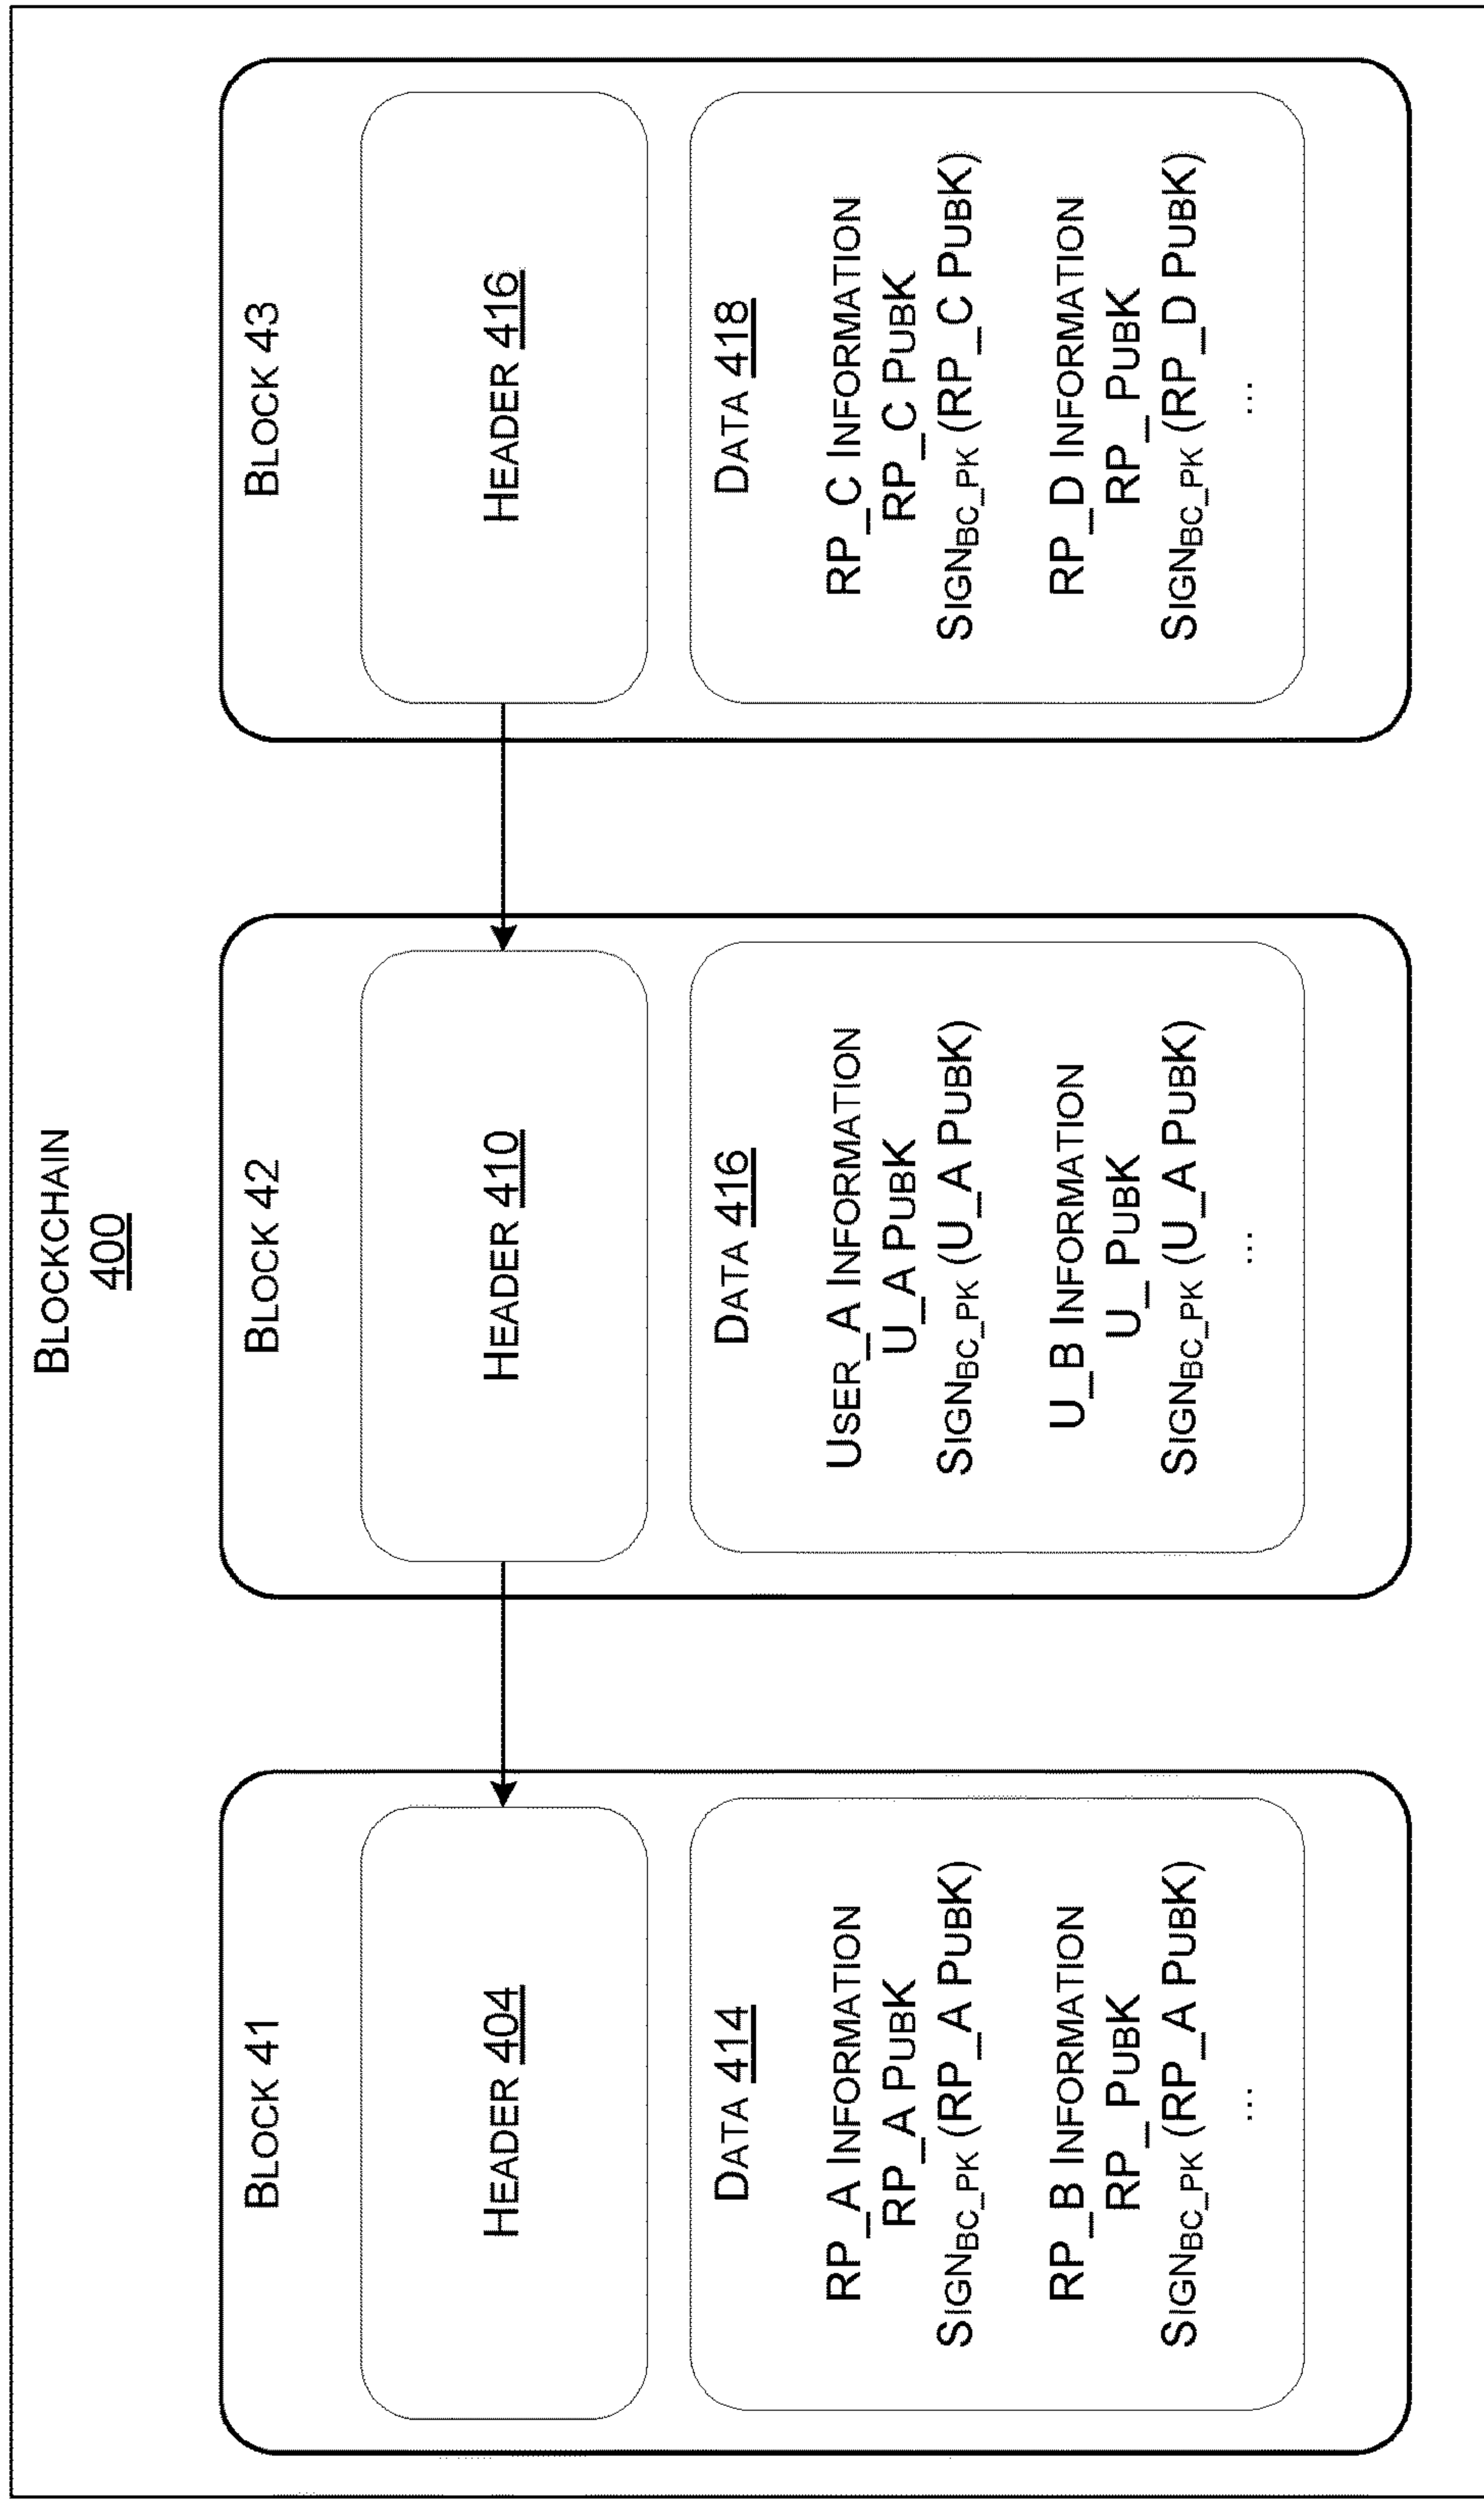 BLOCKCHAIN
400
BLOCK 41
HEADER 404
DATA 414
RP_A INFORMATION
RP_A PUBK
SIGNBC_PK (RP_A PUBK)
RP_B INFORMATION
RP_ PUBK
SIGNBC_PK (RP_A PUBK)
...
BLOCK 42
HEADER 410
DATA 416
USER_A INFORMATION
U_A PUBK
SIGNBC_PK (U_A PUBK)
U_B INFORMATION
U_ PUBK
SIGNBC_PK (U_A PUBK)
...
BLOCK 43
HEADER 416
DATA 418
RP_C INFORMATION
RP_C PUBK
SIGNBC_PK (RP_C PUBK)
RP_D INFORMATION
RP_ PUBK
SIGNBC_PK (RP_D PUBK)
...